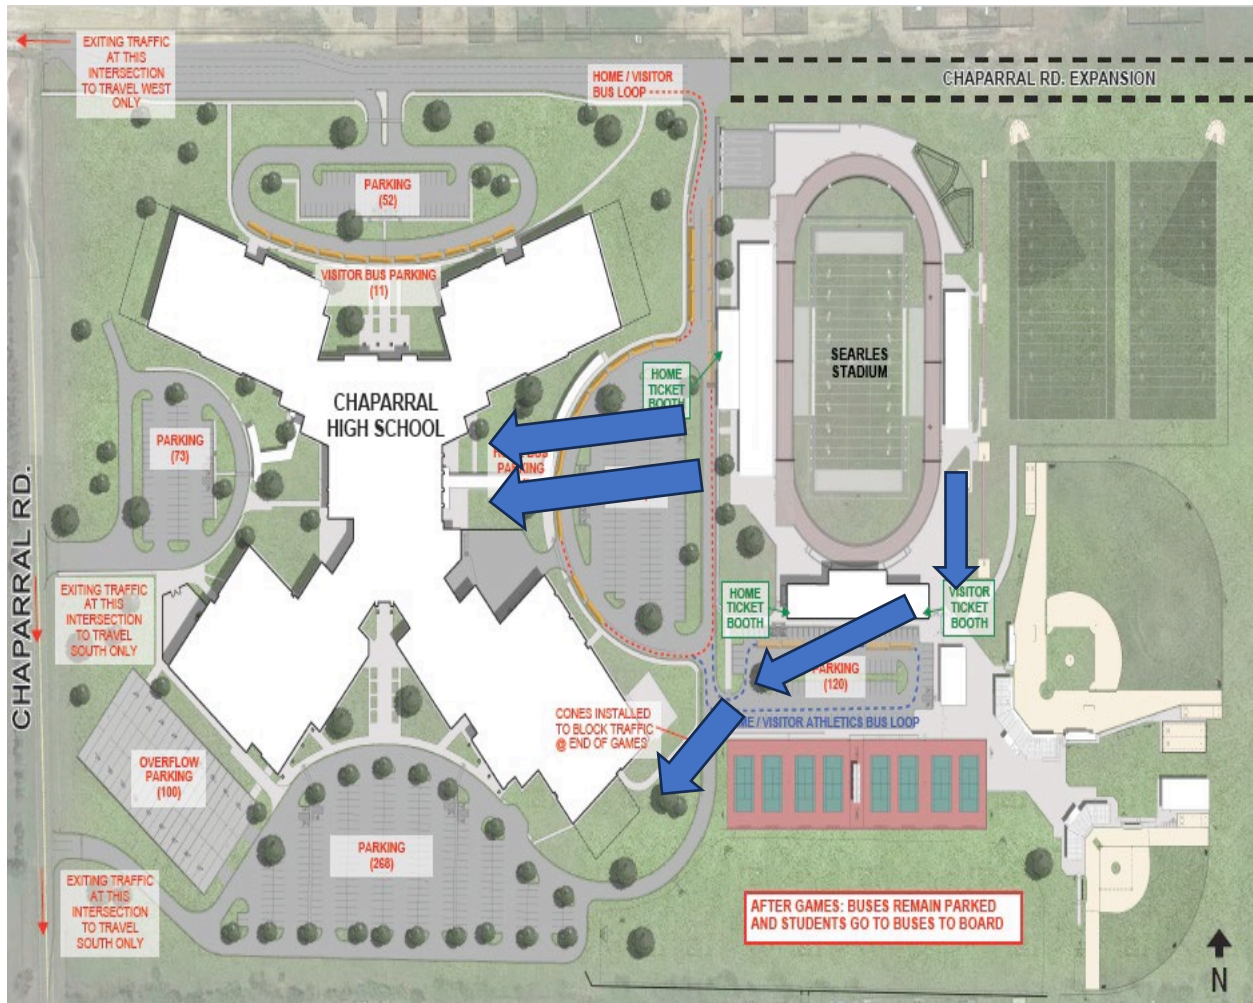 EXITING TRAFFIC
AT THIS
INTERSECTION
TO TRAVEL WEST
ONLY
HOME / VISITOR
BUS LOOP
CHAPARRAL RD. EXPANSION
PARKING
(52)
VISITOR BUS PARKING
(11)
SEARLES
STADIUM
HOME
TICKET
CHAPARRAL
HIGH SCHOOL
PARKING
(73)
BUS
PARKING
CHAPARRAL RD.
EXITING TRAFFIC
AT THIS
INTERSECTION
TO TRAVEL
SOUTH ONLY
HOME
TICKET
BOOTH
VISITOR
TICKET
BOOTH
PARKING
(120)
/ VISITOR ATHLETICS BUS LOOP
CONES INSTALLED
TO BLOCK TRAFFIC
@ END OF GAMES
OVERFLOW
PARKING
(100)
PARKING
(268)
EXITING TRAFFIC
AT THIS
INTERSECTION
TO TRAVEL
SOUTH ONLY
AFTER GAMES: BUSES REMAIN PARKED
AND STUDENTS GO TO BUSES TO BOARD
N